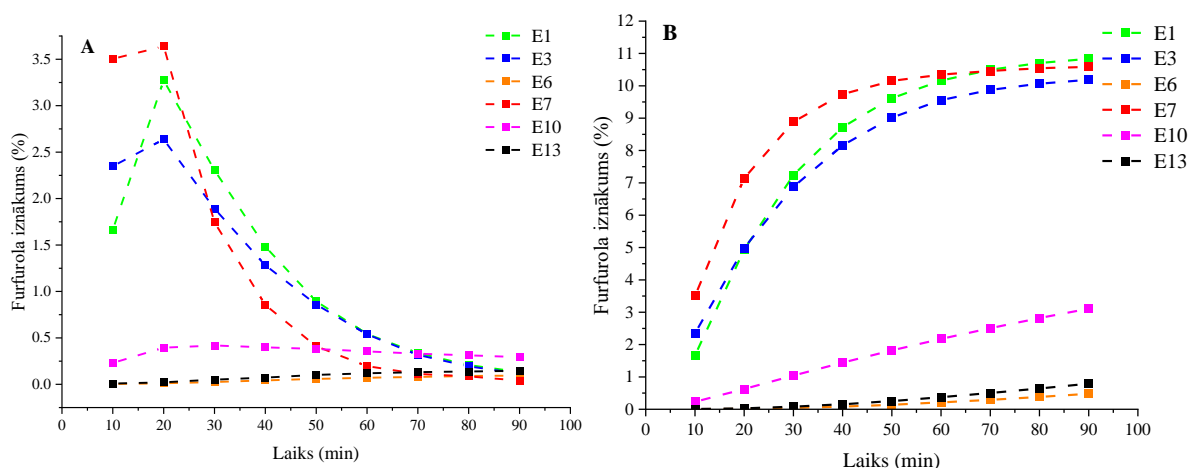 A
Furfurola iznākums (%)
3.5
3.0
2.5
2.0
1.5
1.0
0.5
0.0
0 10 20 30 40 50 60 70 80 90 100
Laiks (min)
E1
E3
E6
E7
E10
E13
B
Furfurola iznākums (%)
12
11
10
9
8
7
6
5
4
3
2
1
0
0 10 20 30 40 50 60 70 80 90 100
Laiks (min)
E1
E3
E6
E7
E10
E13